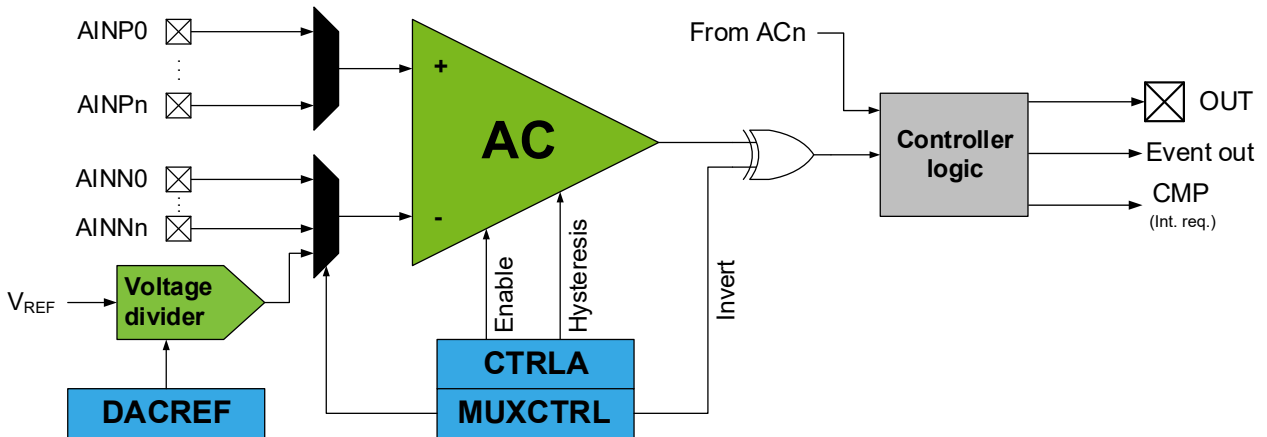 AINP0
AINPn
AINN0
AINNn
VREF
Voltage
divider
DACREF
+
AC
-
Enable
Hysteresis
CTRLA
MUXCTRL
Invert
From ACn
Controller
logic
OUT
Event out
CMP
(Int. req.)